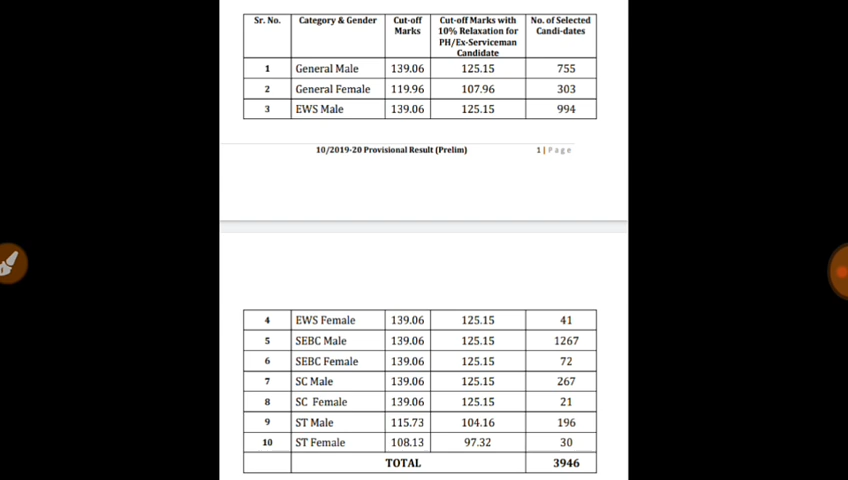 Sr. No. Category & Gender Cut-off Marks Cut-off Marks with 10% Relaxation for PH/Ex-Serviceman Candidate No. of Selected Candi-dates
1 General Male 139.06 125.15 755
2 General Female 119.96 107.96 303
3 EWS Male 139.06 125.15 994
10/2019-20 Provisional Result (Prelim) 1 | Page
4 EWS Female 139.06 125.15 41
5 SEBC Male 139.06 125.15 1267
6 SEBC Female 139.06 125.15 72
7 SC Male 139.06 125.15 267
8 SC Female 139.06 125.15 21
9 ST Male 115.73 104.16 196
10 ST Female 108.13 97.32 30
TOTAL 3946